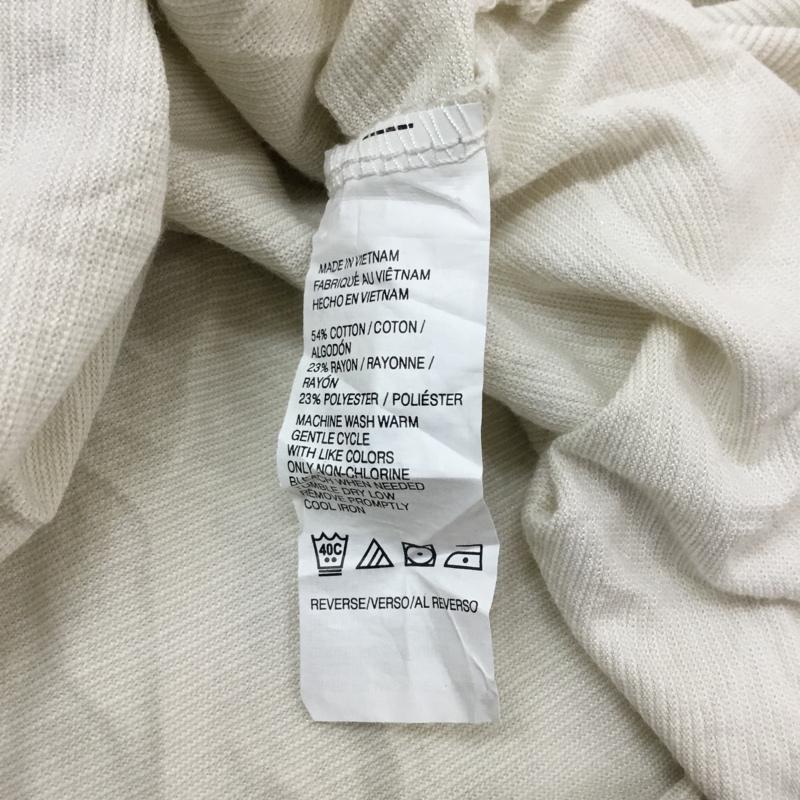 MADE IN VIETNAM
FABRIQUÉ AU VIÊTNAM
HECHO EN VIETNAM
54% COTTON / COTON /
ALGODÓN
23% RAYON / RAYONNE /
RAYÓN
23% POLYESTER / POLIÉSTER
MACHINE WASH WARM
GENTLE CYCLE
WITH LIKE COLORS
ONLY NON-CHLORINE
BLEACH WHEN NEEDED
TUMBLE DRY LOW
REMOVE PROMPTLY
COOL IRON
40C
REVERSE/VERSO/AL REVERSO